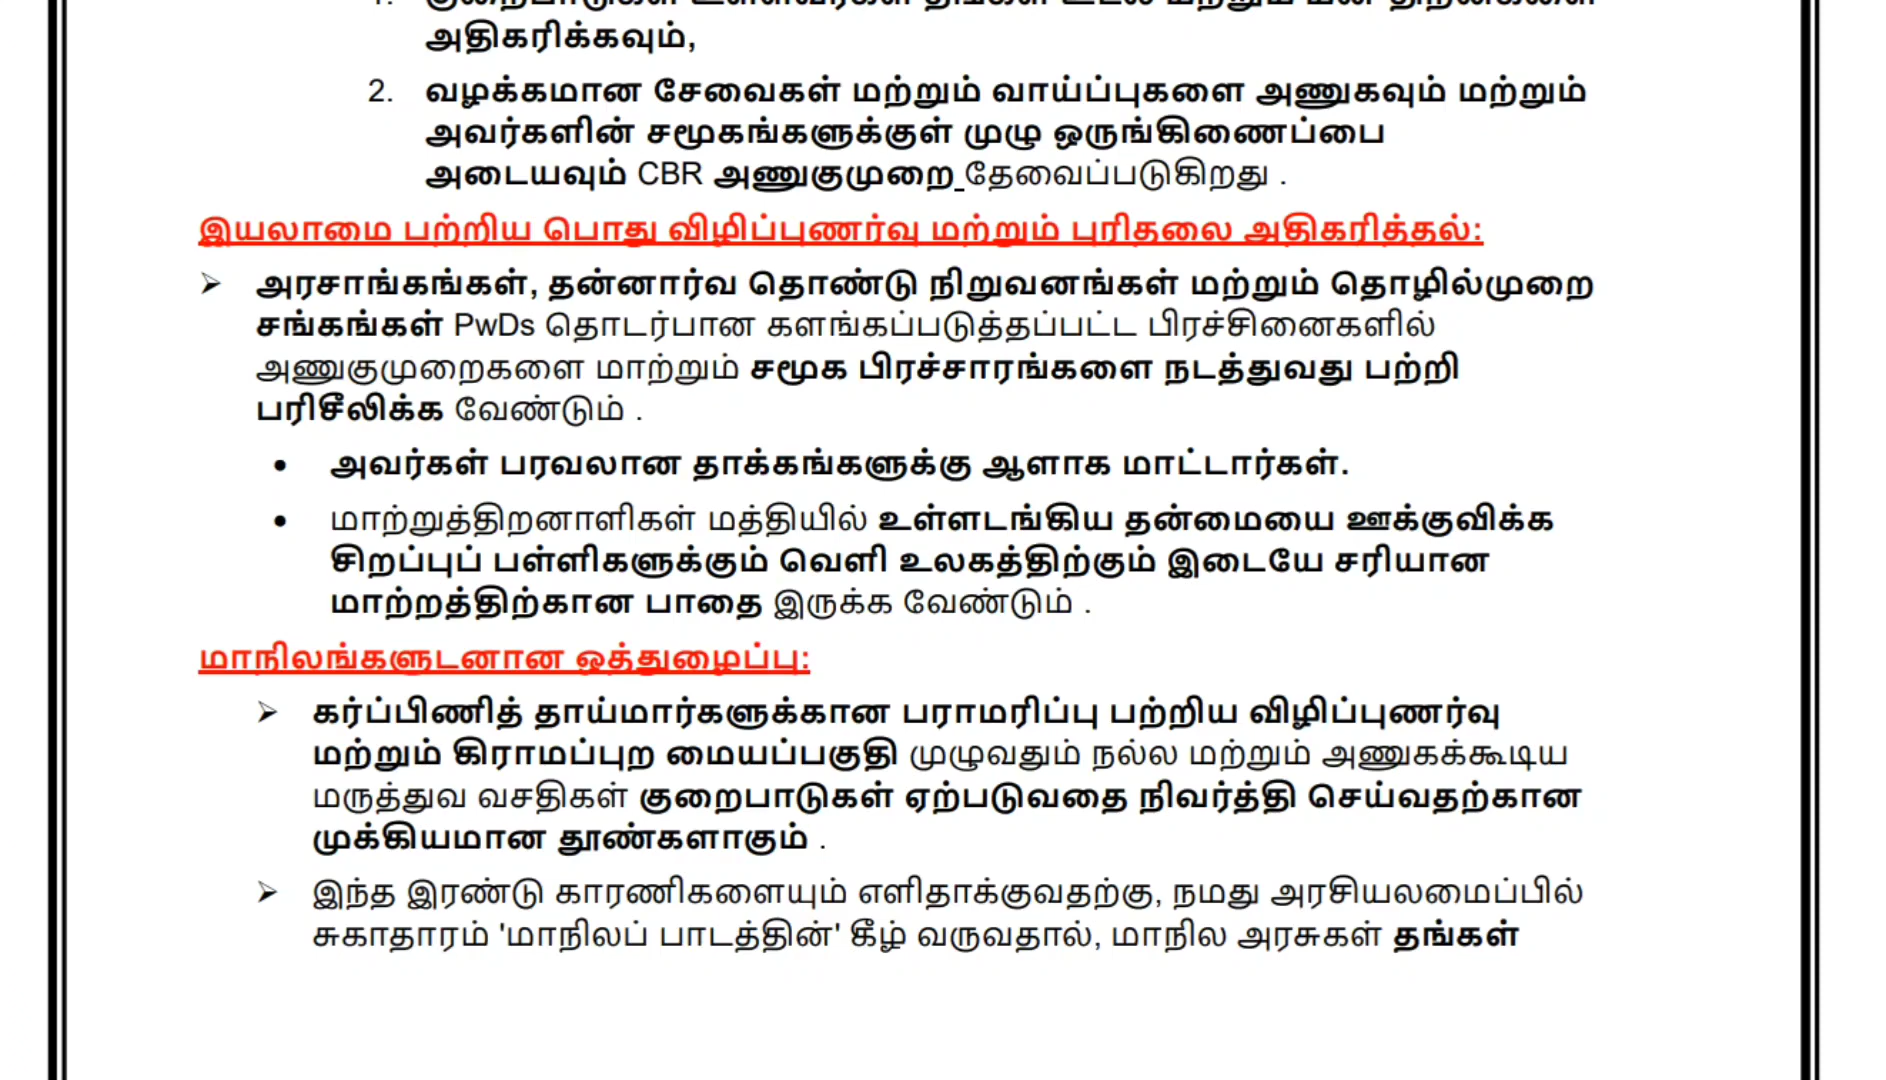 அதிகரிக்கவும்,
2. வழக்கமான சேவைகள் மற்றும் வாய்ப்புகளை அணுகவும் மற்றும்
அவர்களின் சமூகங்களுக்குள் முழு ஒருங்கிணைப்பை
அடையவும் CBR அணுகுமுறை தேவைப்படுகிறது .
இயலாமை பற்றிய பொது விழிப்புணர்வு மற்றும் புரிதலை அதிகரித்தல்:
➢ அரசாங்கங்கள், தன்னார்வ தொண்டு நிறுவனங்கள் மற்றும் தொழில்முறை
சங்கங்கள் PwDs தொடர்பான களங்கப்படுத்தப்பட்ட பிரச்சினைகளில்
அணுகுமுறைகளை மாற்றும் சமூக பிரச்சாரங்களை நடத்துவது பற்றி
பரிசீலிக்க வேண்டும் .
• அவர்கள் பரவலான தாக்கங்களுக்கு ஆளாக மாட்டார்கள்.
• மாற்றுத்திறனாளிகள் மத்தியில் உள்ளடங்கிய தன்மையை ஊக்குவிக்க
சிறப்புப் பள்ளிகளுக்கும் வெளி உலகத்திற்கும் இடையே சரியான
மாற்றத்திற்கான பாதை இருக்க வேண்டும் .
மாநிலங்களுடனான ஒத்துழைப்பு:
➢ கர்ப்பிணித் தாய்மார்களுக்கான பராமரிப்பு பற்றிய விழிப்புணர்வு
மற்றும் கிராமப்புற மையப்பகுதி முழுவதும் நல்ல மற்றும் அணுகக்கூடிய
மருத்துவ வசதிகள் குறைபாடுகள் ஏற்படுவதை நிவர்த்தி செய்வதற்கான
முக்கியமான தூண்களாகும் .
➢ இந்த இரண்டு காரணிகளையும் எளிதாக்குவதற்கு, நமது அரசியலமைப்பில்
சுகாதாரம் 'மாநிலப் பாடத்தின்' கீழ் வருவதால், மாநில அரசுகள் தங்கள்